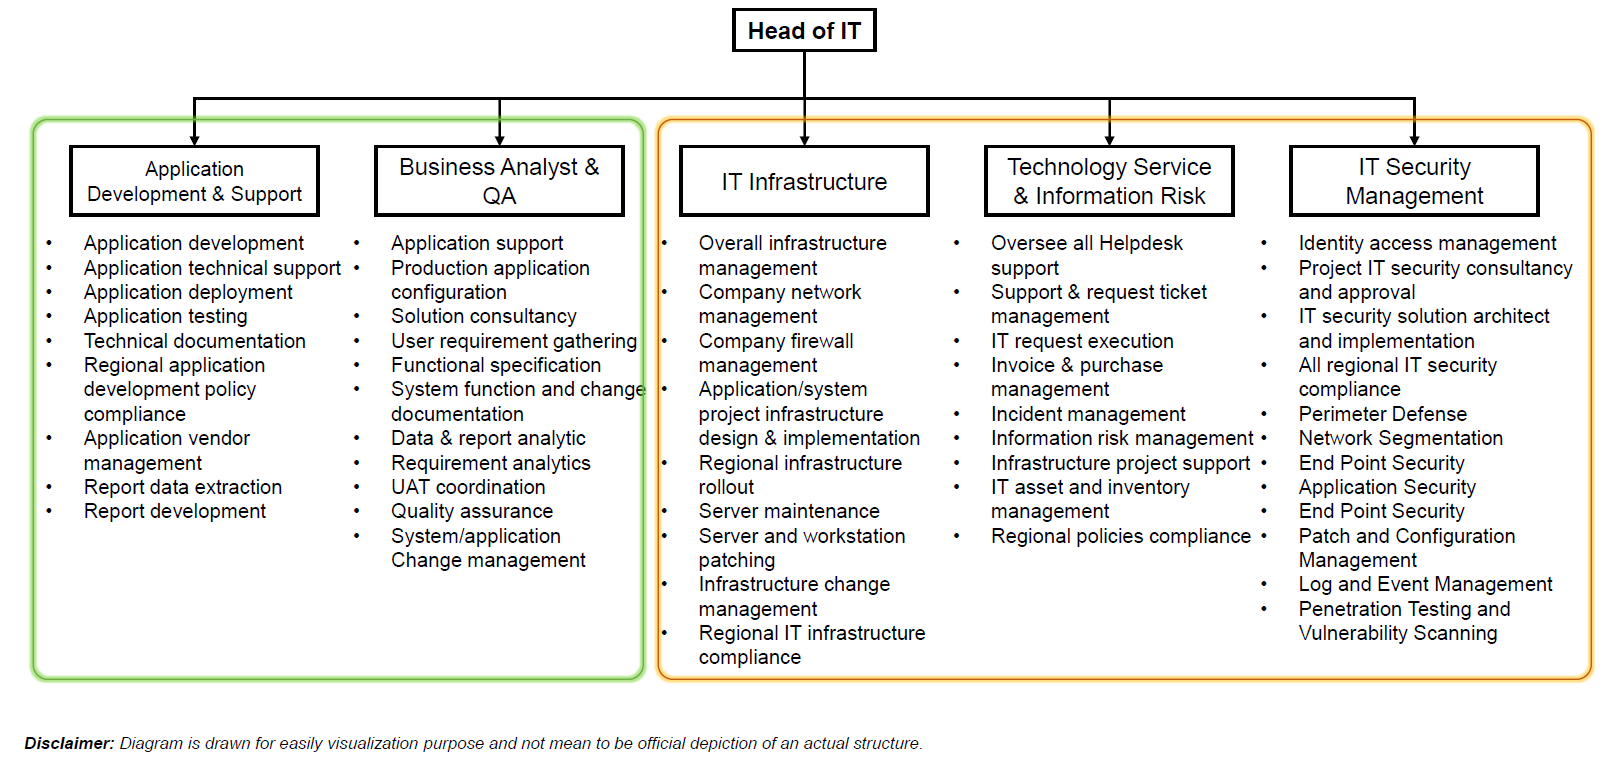 Head of IT
Application
Development & Support
• Application development
• Application technical support
• Application deployment
• Application testing
• Technical documentation
• Regional application
development policy
compliance
• Application vendor
management
• Report data extraction
• Report development
Business Analyst &
QA
• Application support
• Production application
configuration
• Solution consultancy
• User requirement gathering
• Functional specification
• System function and change
documentation
• Data & report analytic
• Requirement analytics
• UAT coordination
• Quality assurance
• System/application
Change management
IT Infrastructure
• Overall infrastructure
management
• Company network
management
• Company firewall
management
• Application/system
project infrastructure
design & implementation
• Regional infrastructure
rollout
• Server maintenance
• Server and workstation
patching
• Infrastructure change
management
• Regional IT infrastructure
compliance
Technology Service
& Information Risk
• Oversee all Helpdesk
support
• Support & request ticket
management
• IT request execution
• Invoice & purchase
management
• Incident management
• Information risk management
• Infrastructure project support
• IT asset and inventory
management
• Regional policies compliance
IT Security
Management
• Identity access management
• Project IT security consultancy
and approval
• IT security solution architect
and implementation
• All regional IT security
compliance
• Perimeter Defense
• Network Segmentation
• End Point Security
• Application Security
• End Point Security
• Patch and Configuration
Management
• Log and Event Management
• Penetration Testing and
Vulnerability Scanning
Disclaimer: Diagram is drawn for easily visualization purpose and not mean to be official depiction of an actual structure.